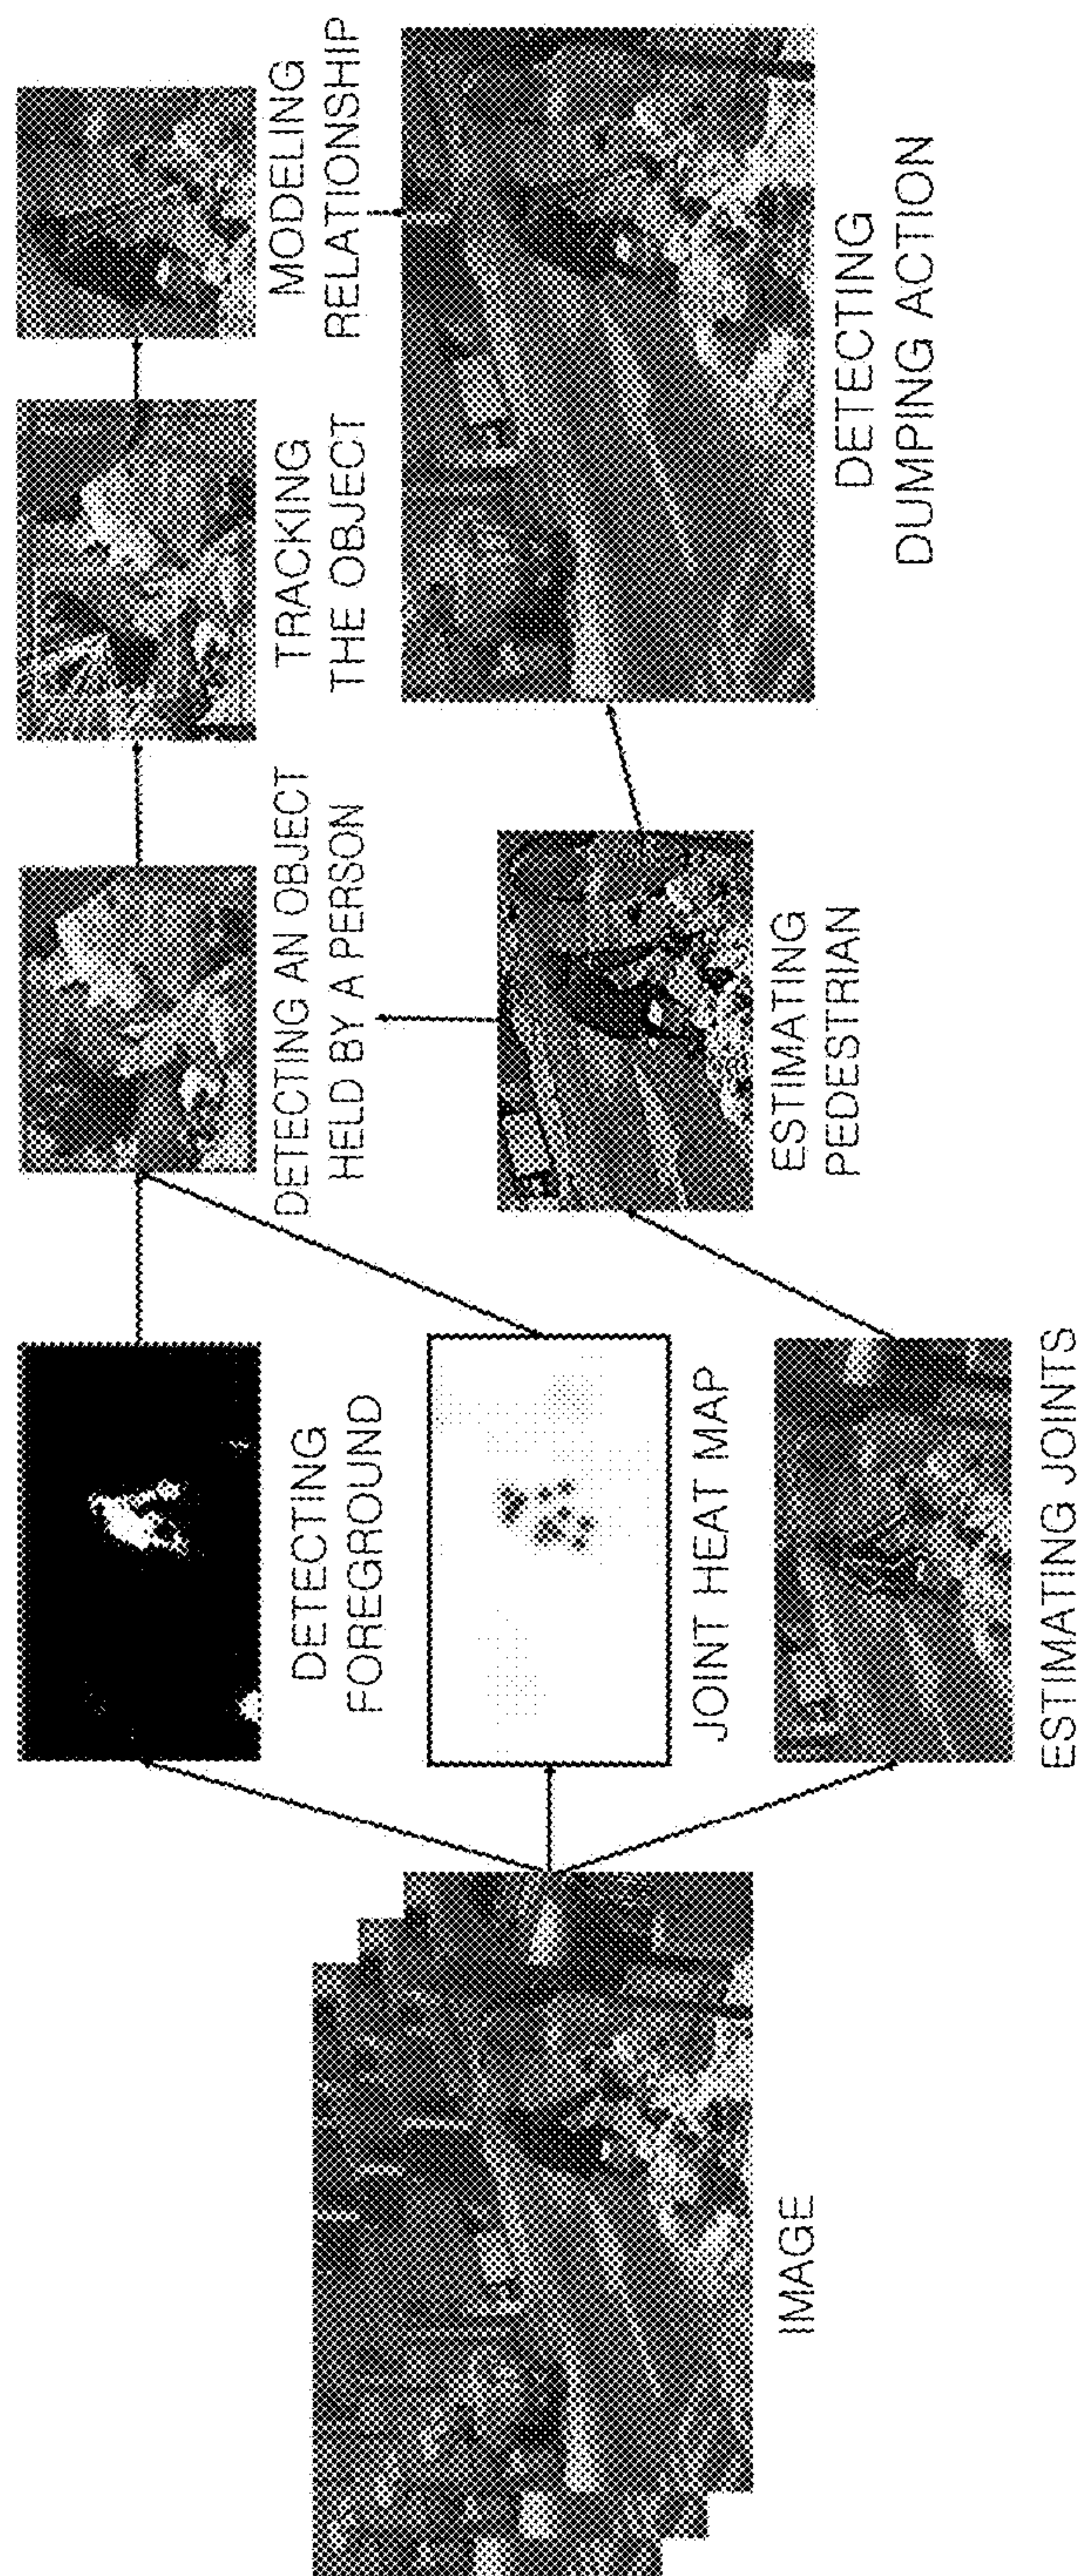 IMAGE
DETECTING
FOREGROUND
JOINT HEAT MAP
ESTIMATING JOINTS
DETECTING AN OBJECT
HELD BY A PERSON
ESTIMATING
PEDESTRIAN
TRACKING
THE OBJECT
MODELING
RELATIONSHIP
DETECTING
DUMPING ACTION